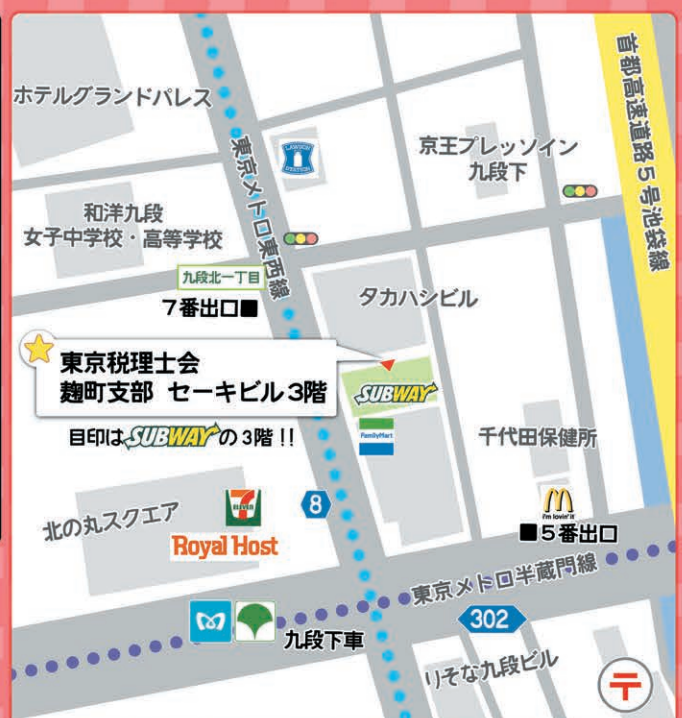 首都高速道路5号池袋線
ホテルグランドパレス
LAWSON
STATION
京王プレッソイン
九段下
東京メトロ東西線
和洋九段
女子中学校・高等学校
九段北一丁目
7番出口■
タカハシビル
東京税理士会
麹町支部 セーキビル3階
SUBWAY
目印はSUBWAYの3階!!
FamilyMart
千代田保健所
北の丸スクエア
7 ELEVEN
8
i'm lovin' it
Royal Host
■5番出口
東京メトロ半蔵門線
302
九段下車
りそな九段ビル
〒